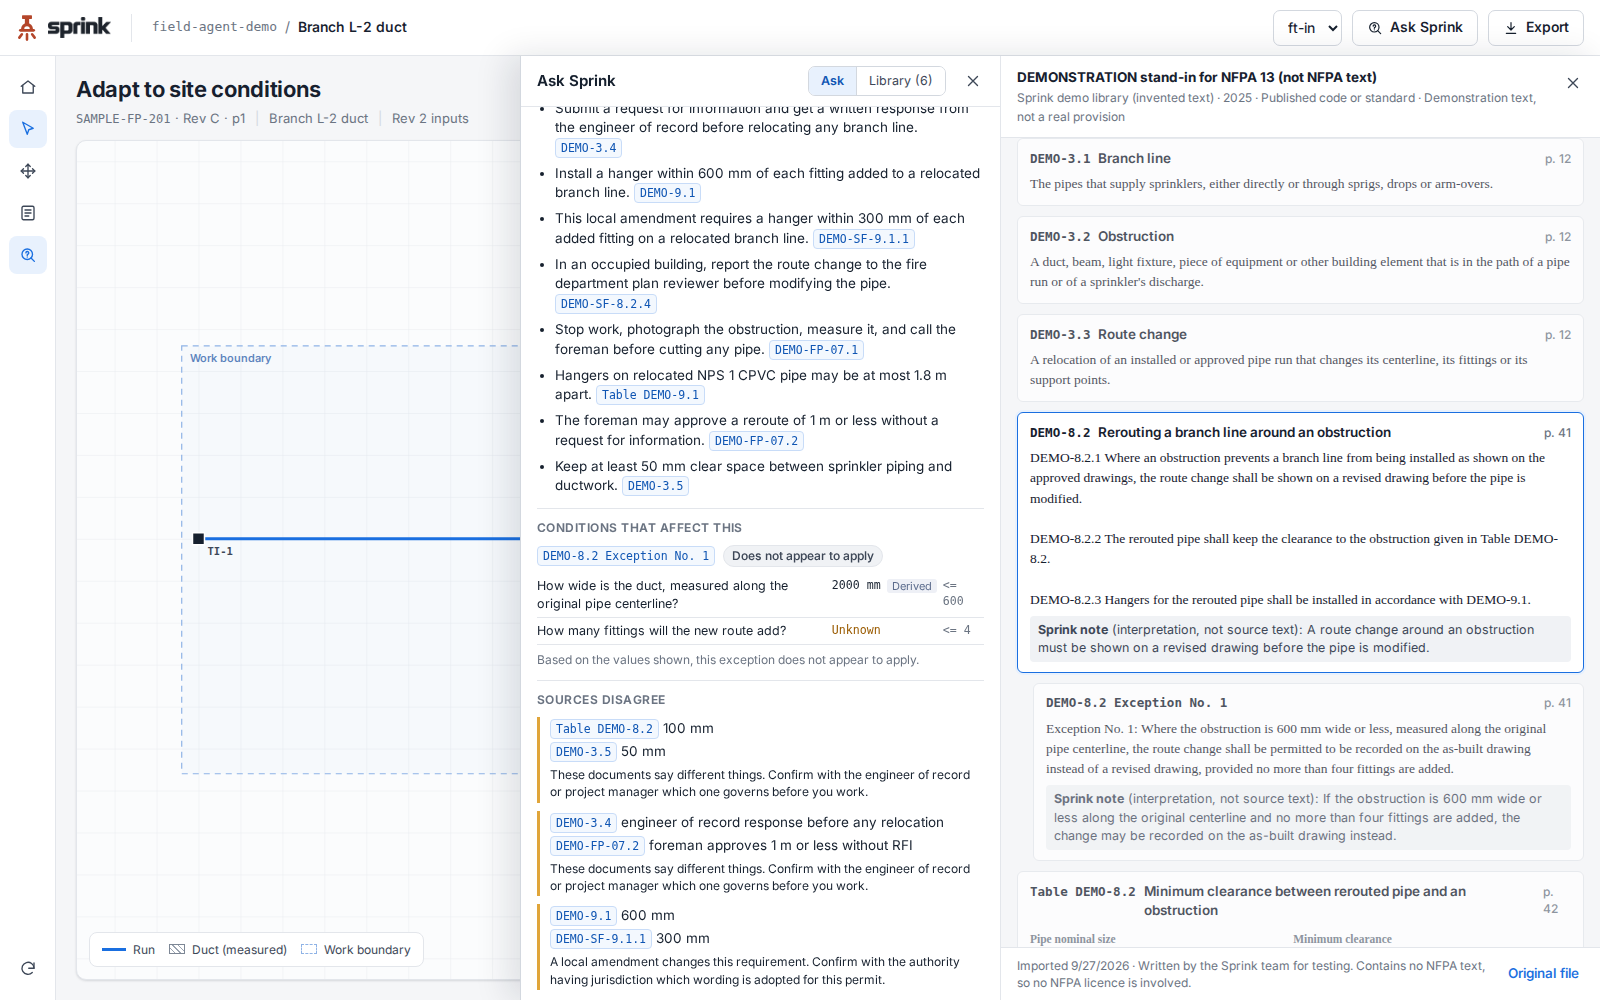 sprink
field-agent-demo / Branch L-2 duct
ft-in
Ask Sprink
Export
Adapt to site conditions
SAMPLE-FP-201 · Rev C · p1
Branch L-2 duct
Rev 2 inputs
Work boundary
TI-1
Run
Duct (measured)
Work boundary
Ask Sprink
Ask
Library (6)
Submit a request for information and get a written response from
the engineer of record before relocating any branch line.
DEMO-3.4
Install a hanger within 600 mm of each fitting added to a relocated
branch line. DEMO-9.1
This local amendment requires a hanger within 300 mm of each
added fitting on a relocated branch line. DEMO-SF-9.1.1
In an occupied building, report the route change to the fire
department plan reviewer before modifying the pipe.
DEMO-SF-8.2.4
Stop work, photograph the obstruction, measure it, and call the
foreman before cutting any pipe. DEMO-FP-07.1
Hangers on relocated NPS 1 CPVC pipe may be at most 1.8 m
apart. Table DEMO-9.1
The foreman may approve a reroute of 1 m or less without a
request for information. DEMO-FP-07.2
Keep at least 50 mm clear space between sprinkler piping and
ductwork. DEMO-3.5
CONDITIONS THAT AFFECT THIS
DEMO-8.2 Exception No. 1 Does not appear to apply
How wide is the duct, measured along the
original pipe centerline?
2000 mm Derived <=
600
How many fittings will the new route add? Unknown <= 4
Based on the values shown, this exception does not appear to apply.
SOURCES DISAGREE
Table DEMO-8.2 100 mm
DEMO-3.5 50 mm
These documents say different things. Confirm with the engineer of record
or project manager which one governs before you work.
DEMO-3.4 engineer of record response before any relocation
DEMO-FP-07.2 foreman approves 1 m or less without RFI
These documents say different things. Confirm with the engineer of record
or project manager which one governs before you work.
DEMO-9.1 600 mm
DEMO-SF-9.1.1 300 mm
A local amendment changes this requirement. Confirm with the authority
having jurisdiction which wording is adopted for this permit.
DEMONSTRATION stand-in for NFPA 13 (not NFPA text)
Sprink demo library (invented text) · 2025 · Published code or standard · Demonstration text,
not a real provision
DEMO-3.1 Branch line p. 12
The pipes that supply sprinklers, either directly or through sprigs, drops or arm-overs.
DEMO-3.2 Obstruction p. 12
A duct, beam, light fixture, piece of equipment or other building element that is in the path of a pipe
run or of a sprinkler's discharge.
DEMO-3.3 Route change p. 12
A relocation of an installed or approved pipe run that changes its centerline, its fittings or its
support points.
DEMO-8.2 Rerouting a branch line around an obstruction p. 41
DEMO-8.2.1 Where an obstruction prevents a branch line from being installed as shown on the
approved drawings, the route change shall be shown on a revised drawing before the pipe is
modified.
DEMO-8.2.2 The rerouted pipe shall keep the clearance to the obstruction given in Table DEMO-
8.2.
DEMO-8.2.3 Hangers for the rerouted pipe shall be installed in accordance with DEMO-9.1.
Sprink note (interpretation, not source text): A route change around an obstruction
must be shown on a revised drawing before the pipe is modified.
DEMO-8.2 Exception No. 1 p. 41
Exception No. 1: Where the obstruction is 600 mm wide or less, measured along the original
pipe centerline, the route change shall be permitted to be recorded on the as-built drawing
instead of a revised drawing, provided no more than four fittings are added.
Sprink note (interpretation, not source text): If the obstruction is 600 mm wide or
less along the original centerline and no more than four fittings are added, the
change may be recorded on the as-built drawing instead.
Table DEMO-8.2 Minimum clearance between rerouted pipe and an
obstruction
p.
42
Pipe nominal size Minimum clearance
Imported 9/27/2026 · Written by the Sprink team for testing. Contains no NFPA text,
so no NFPA licence is involved.
Original file